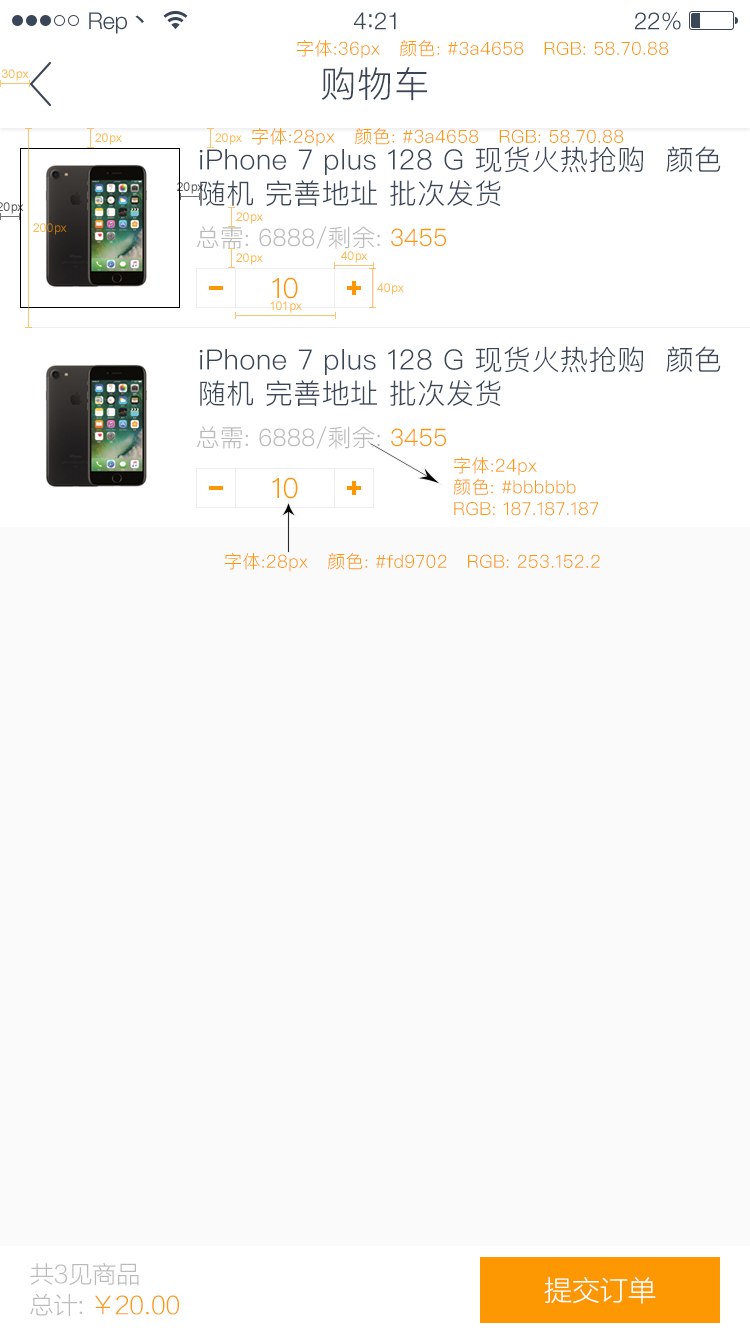 Rep
4:21
22%
字体:36px 颜色: #3a4658 RGB: 58.70.88
30px
购物车
20px
20px
字体:28px 颜色: #3a4658 RGB: 58.70.88
iPhone 7 plus 128 G 现货火热抢购 颜色
20px
随机 完善地址 批次发货
20px
20px
200px
总需: 6888/剩余: 3455
20px
40px
10
40px
101px
iPhone 7 plus 128 G 现货火热抢购 颜色
随机 完善地址 批次发货
总需: 6888/剩余: 3455
字体:24px
颜色: #bbbbbb
RGB: 187.187.187
10
字体:28px 颜色: #fd9702 RGB: 253.152.2
共3见商品
总计: ￥20.00
提交订单